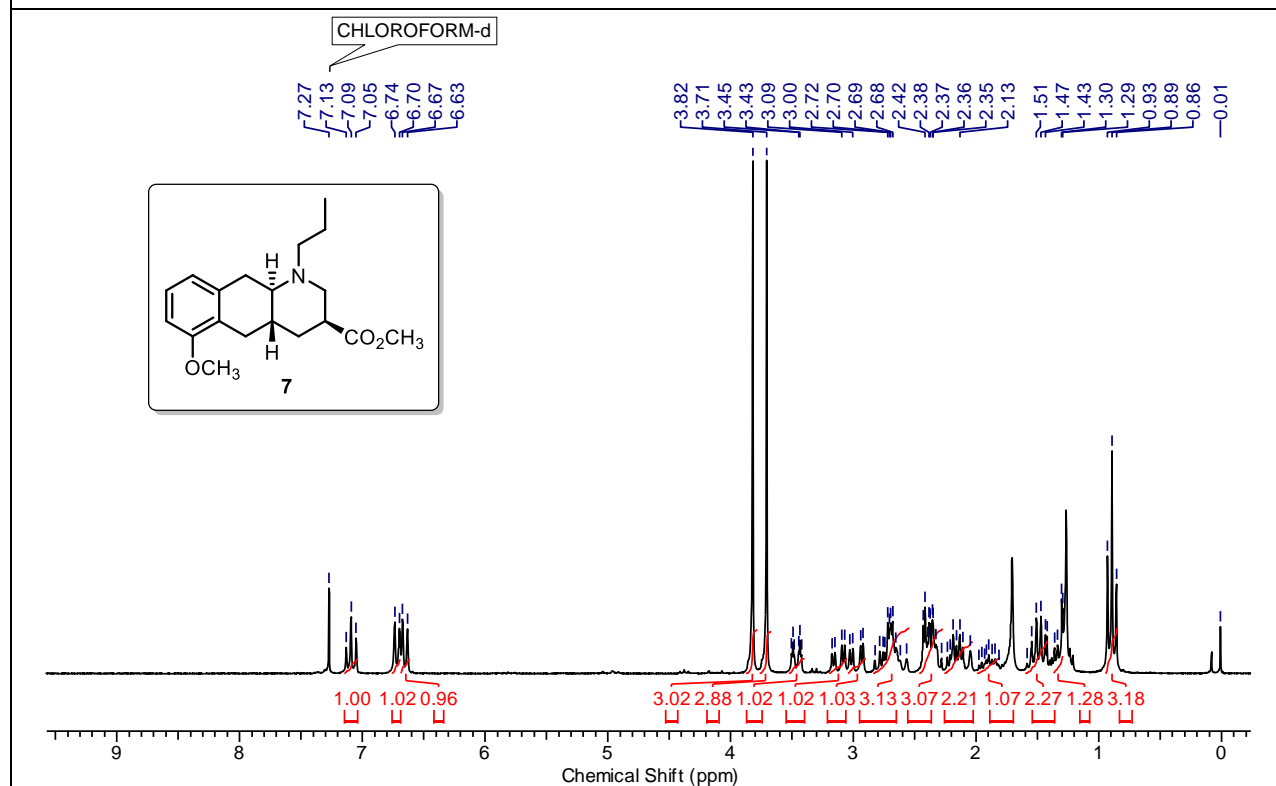 CHLOROFORM-d
7.27 7.13 7.09 7.05 6.74 6.70 6.67 6.63 3.82 3.71 3.45 3.43 3.09 3.00 2.72 2.70 2.69 2.68 2.42 2.38 2.37 2.36 2.35 2.13 1.51 1.47 1.43 1.30 1.29 0.93 0.89 0.86 0.01
H
N
H
CO2CH3
OCH3
7
1.00 1.02 0.96 3.02 2.88 1.02 1.02 1.03 3.13 3.07 2.21 1.07 2.27 1.28 3.18
9 8 7 6 5 4 3 2 1 0
Chemical Shift (ppm)